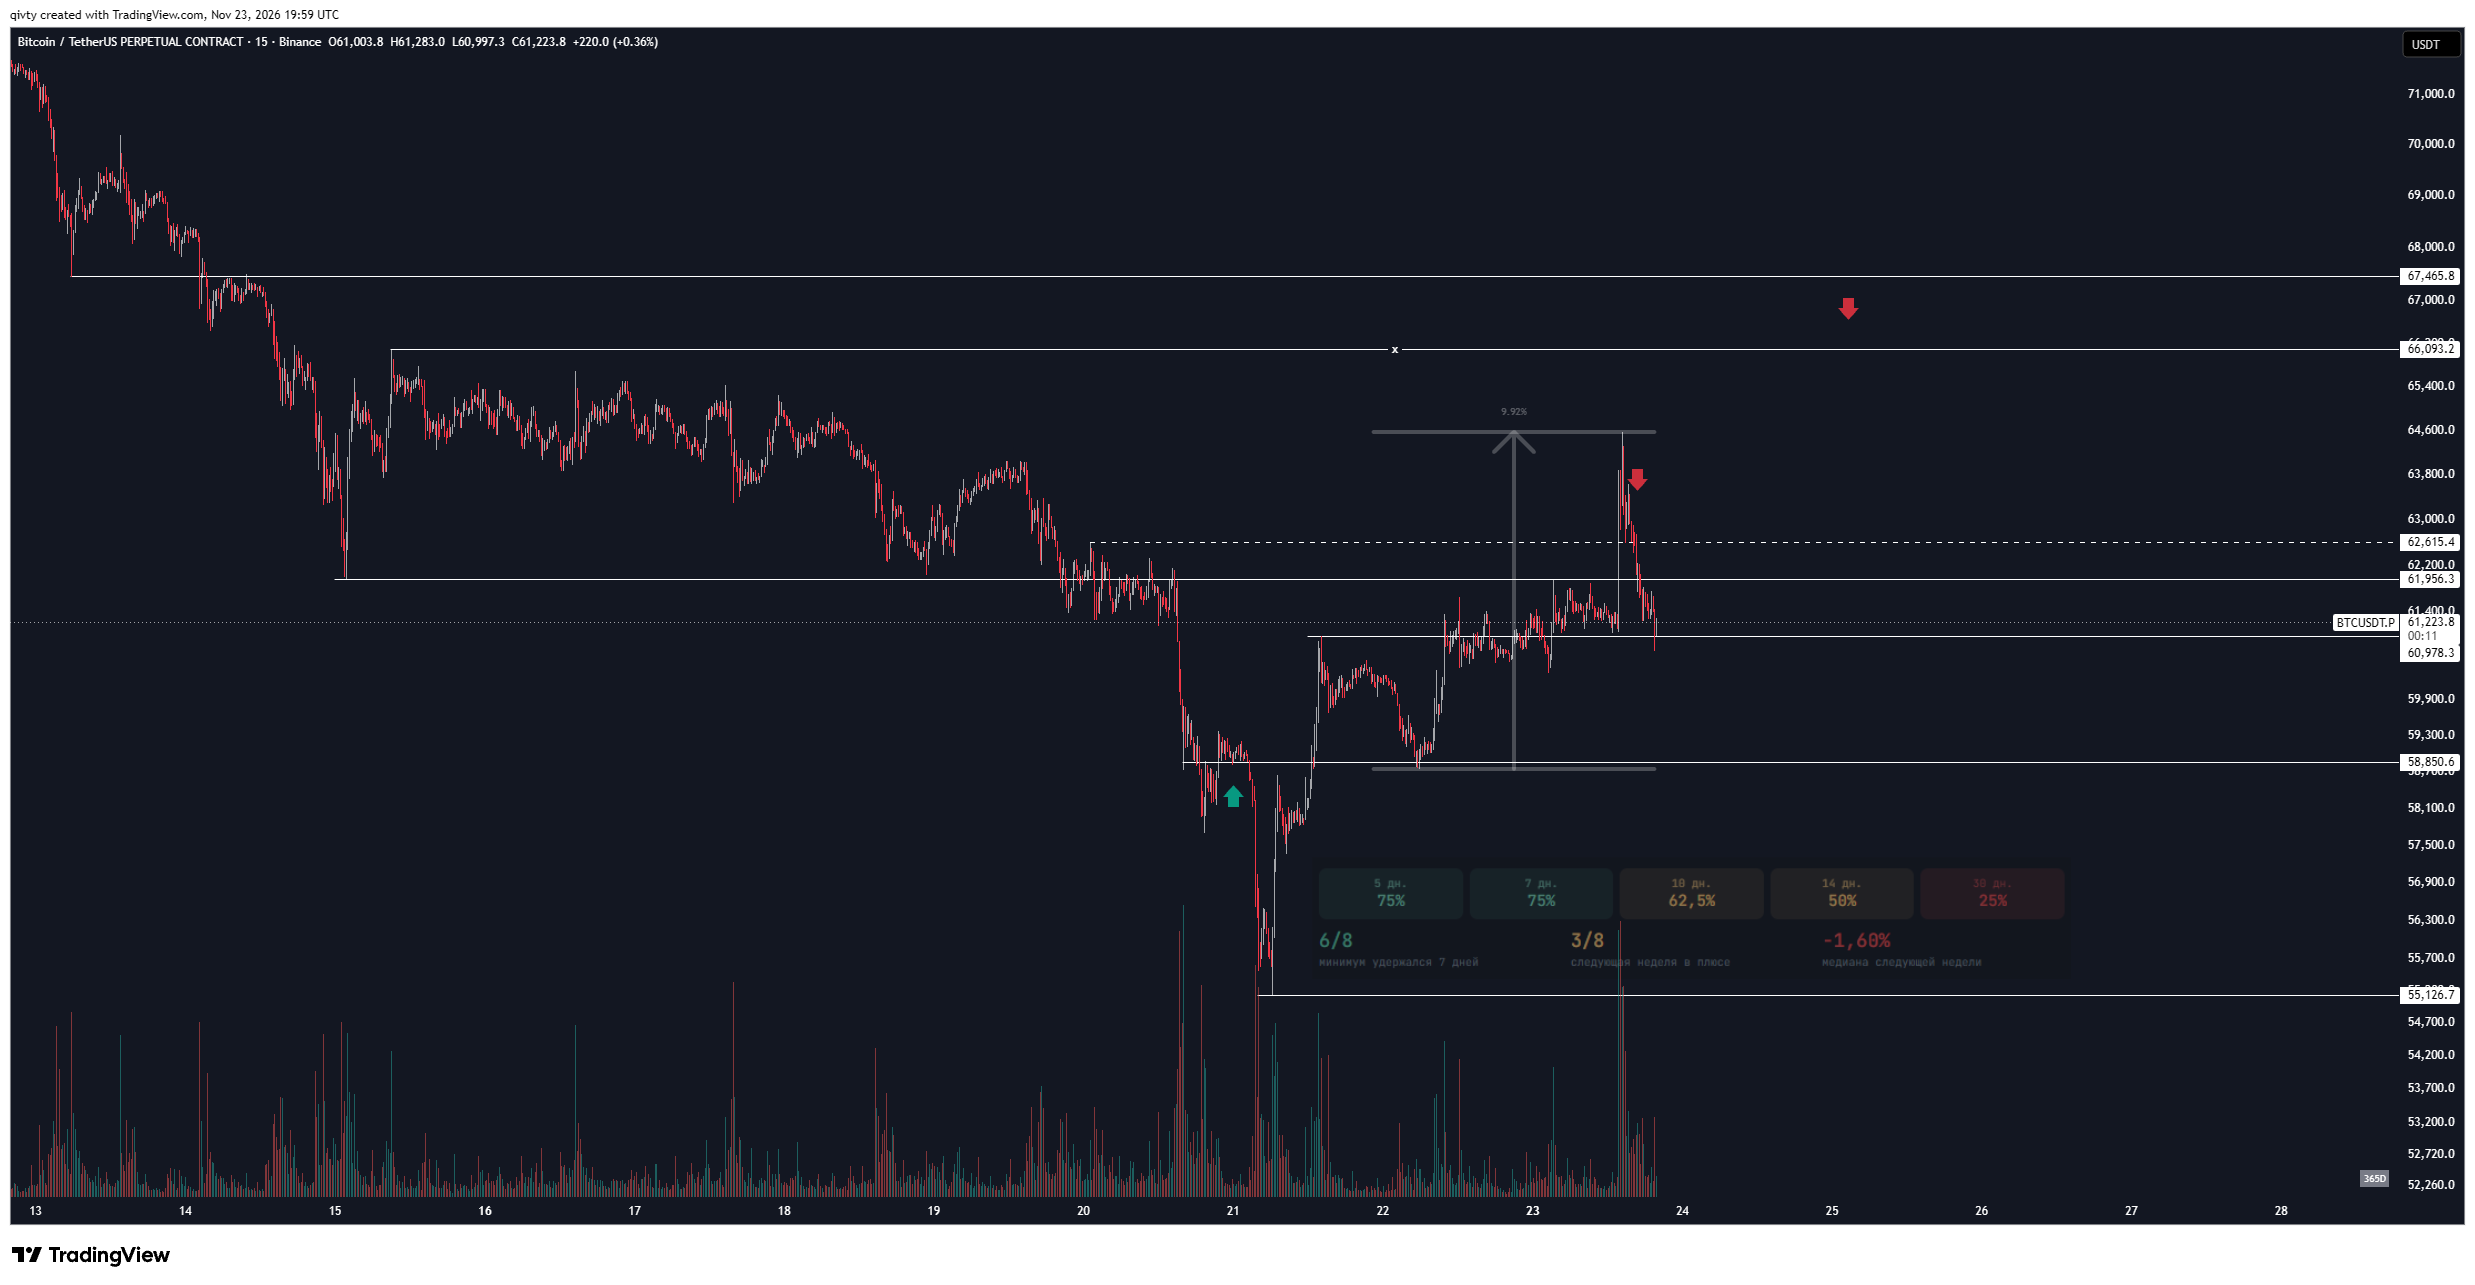 qivty created with TradingView.com, Nov 23, 2026 19:59 UTC
Bitcoin / TetherUS PERPETUAL CONTRACT · 15 · Binance O61,003.8 H61,283.0 L60,997.3 C61,223.8 +220.0 (+0.36%)
USDT
71,000.0
70,000.0
69,000.0
68,000.0
67,465.8
67,000.0
x
66,093.2
65,400.0
9.92%
64,600.0
63,800.0
63,000.0
62,615.4
62,200.0
61,956.3
61,400.0
BTCUSDT.P
61,223.8
00:11
60,978.3
59,900.0
59,300.0
58,850.6
58,100.0
57,500.0
5 дн. 7 дн. 10 дн. 14 дн. 30 дн.
75% 75% 62,5% 50% 25%
56,900.0
56,300.0
6/8 3/8 -1,60%
минимум удержался 7 дней следующая неделя в плюсе медиана следующей недели
55,700.0
55,126.7
54,700.0
54,200.0
53,700.0
53,200.0
52,720.0
365D
52,260.0
13 14 15 16 17 18 19 20 21 22 23 24 25 26 27 28
TradingView